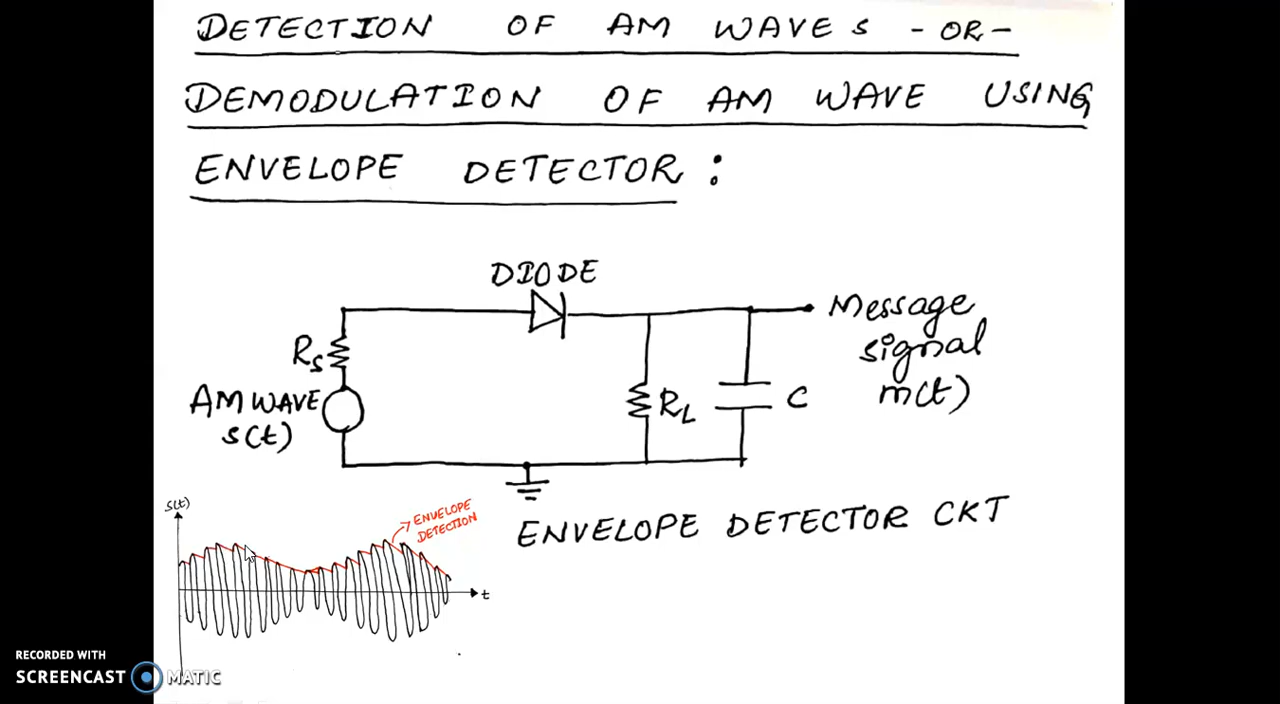 DETECTION OF AM WAVES - OR -
DEMODULATION OF AM WAVE USING
ENVELOPE DETECTOR :
DIODE
Message
signal
m(t)
Rs
AM WAVE
s(t)
RL
C
S(t)
ENVELOPE
DETECTION
t
ENVELOPE DETECTOR CKT
RECORDED WITH
SCREENCAST MATIC